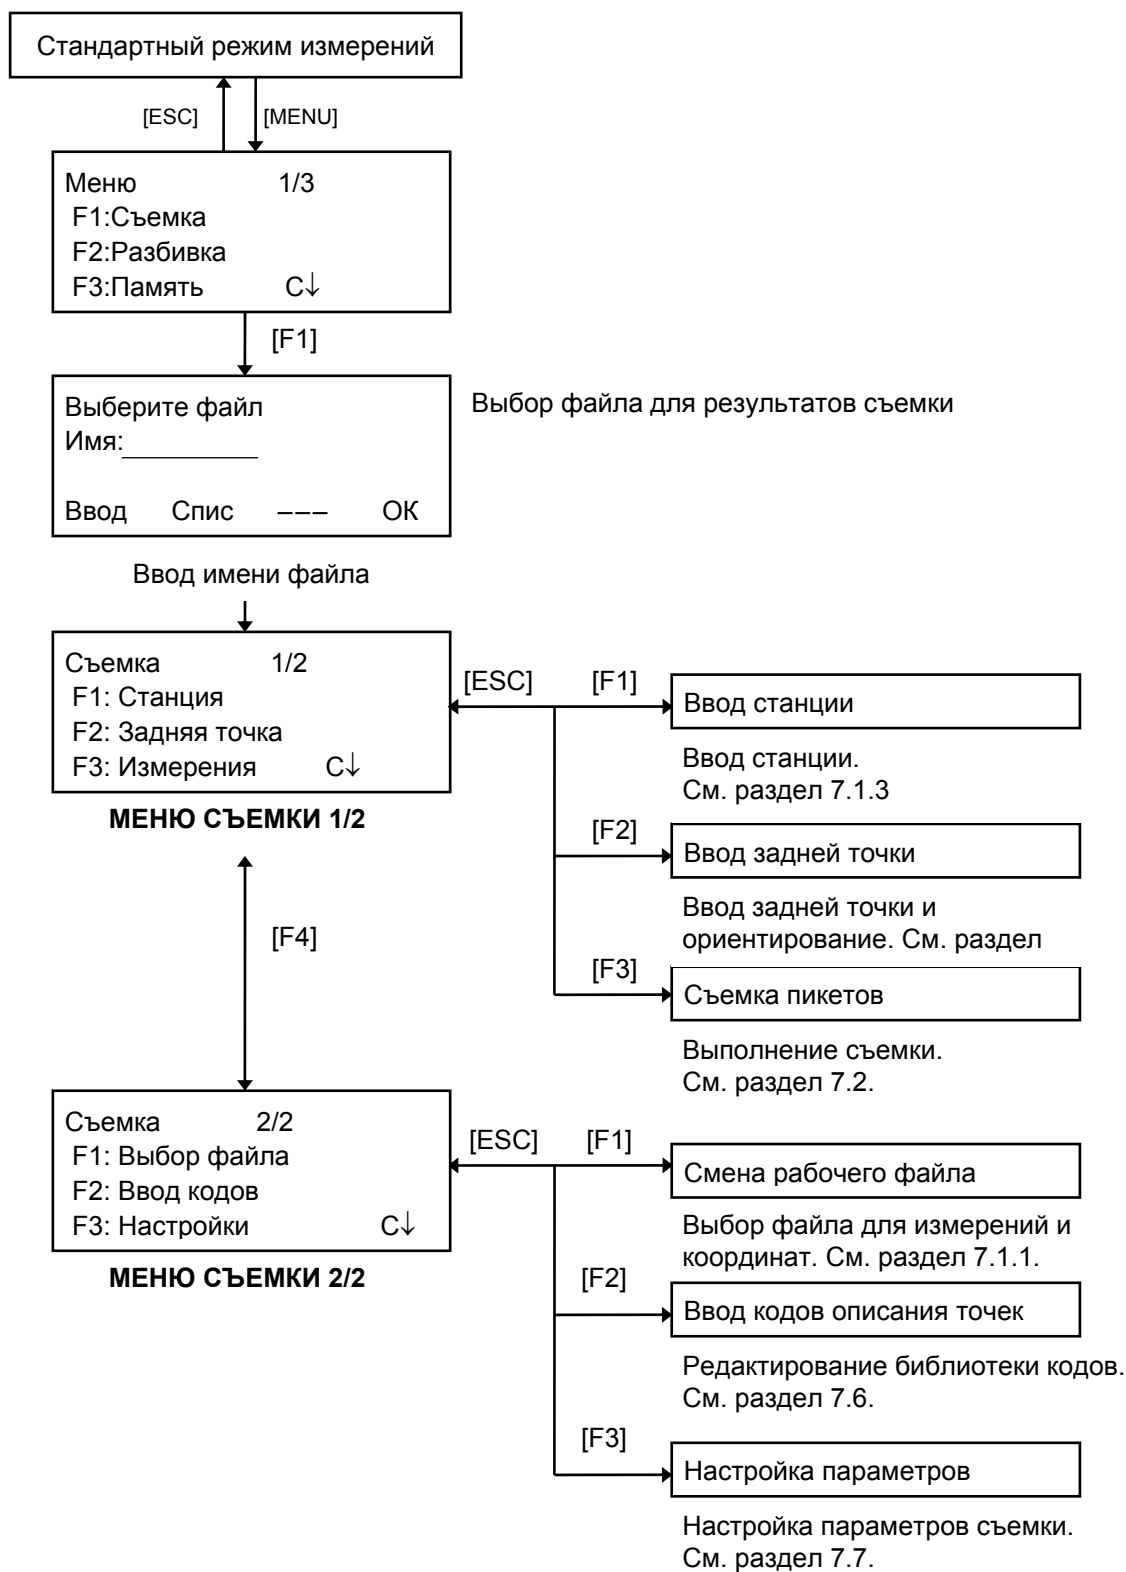 Стандартный режим измерений
[ESC] [MENU]
Меню 1/3
F1:Съемка
F2:Разбивка
F3:Память С↓
[F1]
Выберите файл
Имя:__________
Ввод Спис ––– ОК
Выбор файла для результатов съемки
Ввод имени файла
Съемка 1/2
F1: Станция
F2: Задняя точка
F3: Измерения С↓
МЕНЮ СЪЕМКИ 1/2
[ESC] [F1]
Ввод станции
Ввод станции.
См. раздел 7.1.3
[F2]
Ввод задней точки
Ввод задней точки и
ориентирование. См. раздел
[F3]
Съемка пикетов
Выполнение съемки.
См. раздел 7.2.
[F4]
Съемка 2/2
F1: Выбор файла
F2: Ввод кодов
F3: Настройки С↓
МЕНЮ СЪЕМКИ 2/2
[ESC] [F1]
Смена рабочего файла
Выбор файла для измерений и
координат. См. раздел 7.1.1.
[F2]
Ввод кодов описания точек
Редактирование библиотеки кодов.
См. раздел 7.6.
[F3]
Настройка параметров
Настройка параметров съемки.
См. раздел 7.7.